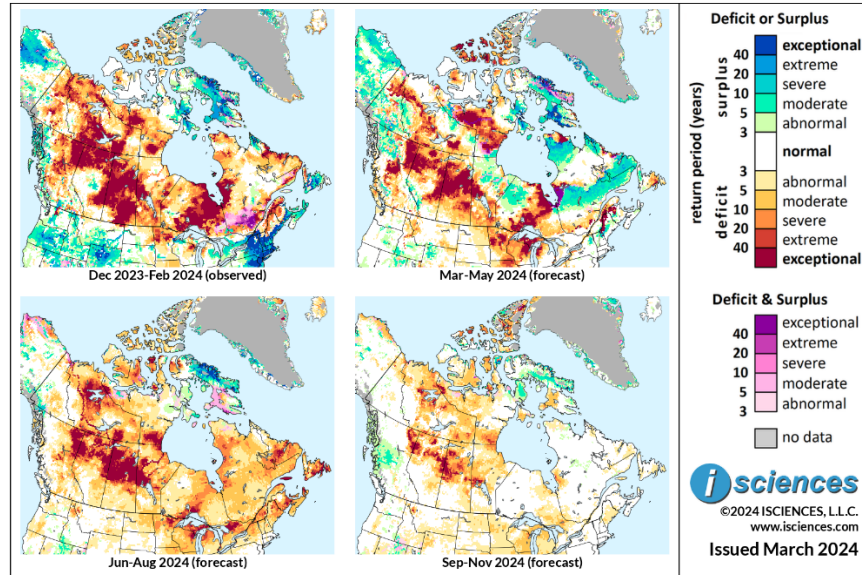 Dec 2023-Feb 2024 (observed)
Mar-May 2024 (forecast)
Jun-Aug 2024 (forecast)
Sep-Nov 2024 (forecast)
Deficit or Surplus
return period (years)
surplus
deficit
40
20
10
5
3
3
5
10
20
40
exceptional
extreme
severe
moderate
abnormal
normal
abnormal
moderate
severe
extreme
exceptional
Deficit & Surplus
40
20
10
5
3
exceptional
extreme
severe
moderate
abnormal
no data
i sciences
©2024 ISCIENCES, L.L.C.
www.isciences.com
Issued March 2024